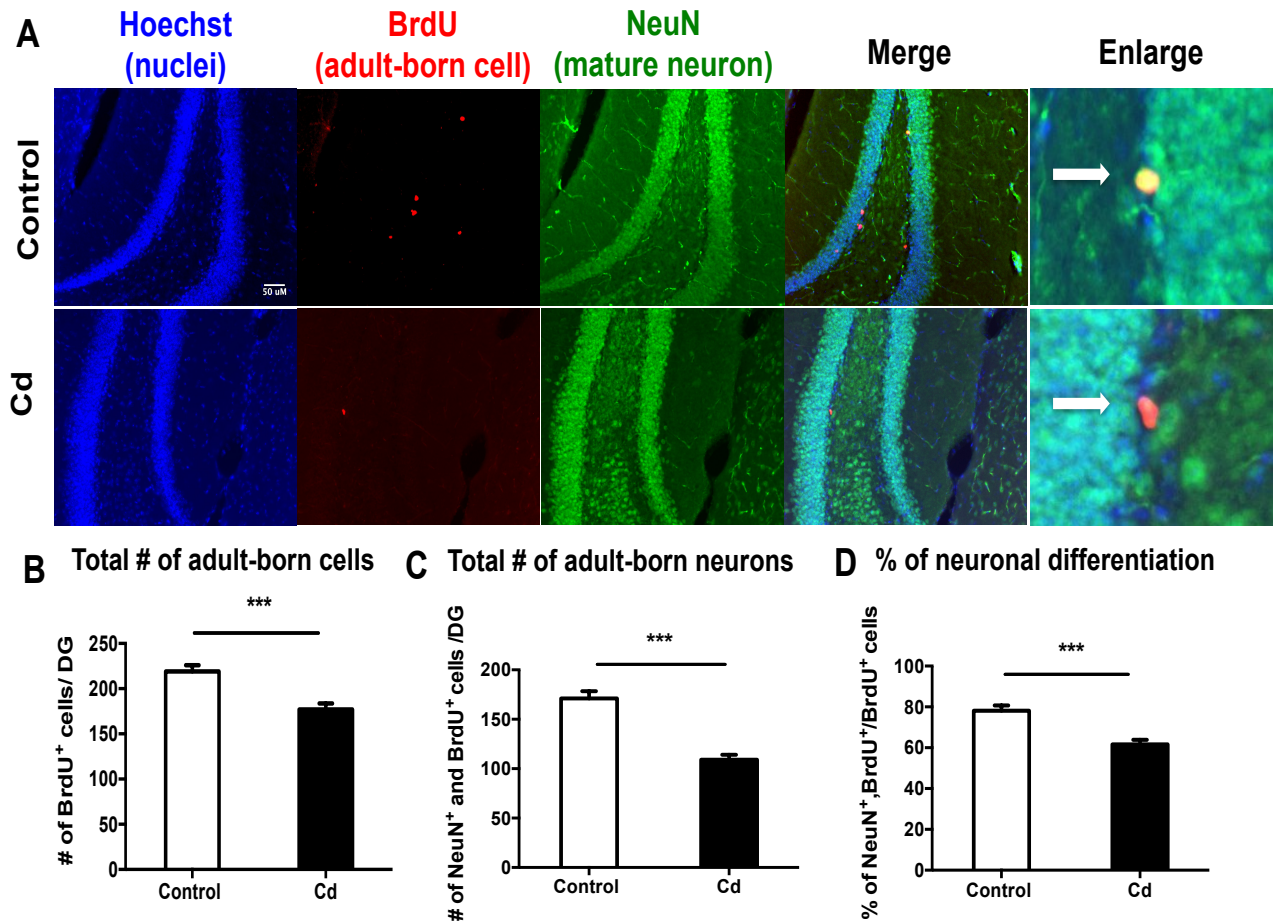 A
Hoechst
(nuclei)
BrdU
(adult-born cell)
NeuN
(mature neuron)
Merge
Enlarge
Control
50 uM
Cd
B Total # of adult-born cells
***
# of BrdU⁺ cells/ DG
250
200
150
100
50
0
Control
Cd
C Total # of adult-born neurons
***
# of NeuN⁺ and BrdU⁺ cells /DG
200
150
100
50
0
Control
Cd
D % of neuronal differentiation
***
% of NeuN⁺,BrdU⁺/BrdU⁺ cells
100
80
60
40
20
0
Control
Cd